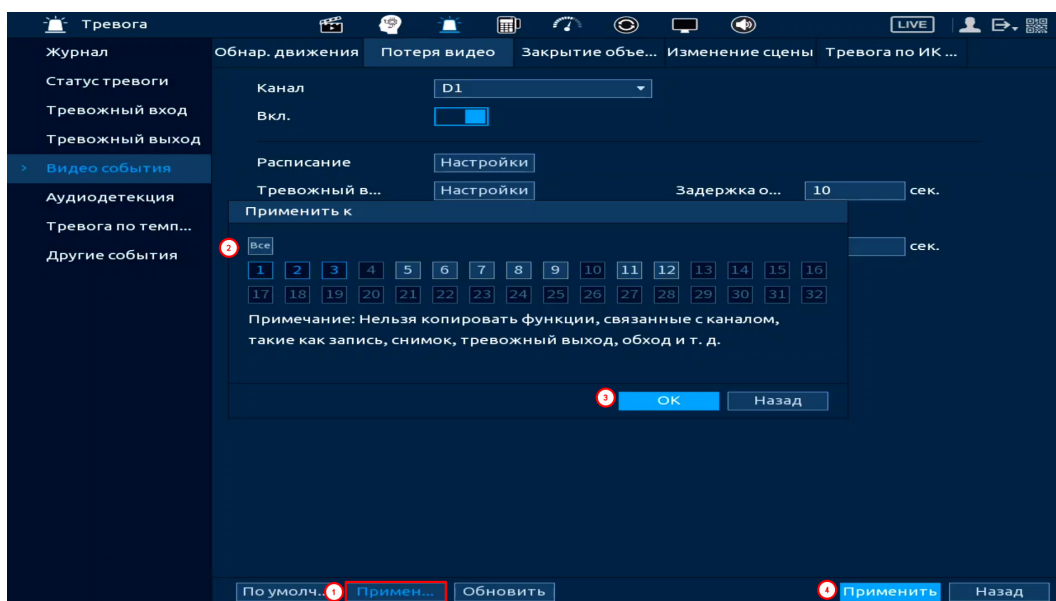 Тревога LIVE
Журнал
Обнар. движения Потеря видео Закрытие объе... Изменение сцены Тревога по ИК ...
Статус тревоги
Канал D1
Тревожный вход
Вкл.
Тревожный выход
Видео события
Расписание Настройки
Аудиодетекция
Тревожный в... Настройки Задержка о... 10 сек.
Применить к
Тревога по темп...
2 Все сек.
Другие события
1 2 3 4 5 6 7 8 9 10 11 12 13 14 15 16
17 18 19 20 21 22 23 24 25 26 27 28 29 30 31 32
Примечание: Нельзя копировать функции, связанные с каналом,
такие как запись, снимок, тревожный выход, обход и т. д.
3 OK Назад
По умолч... 1 Примен... Обновить 4 Применить Назад